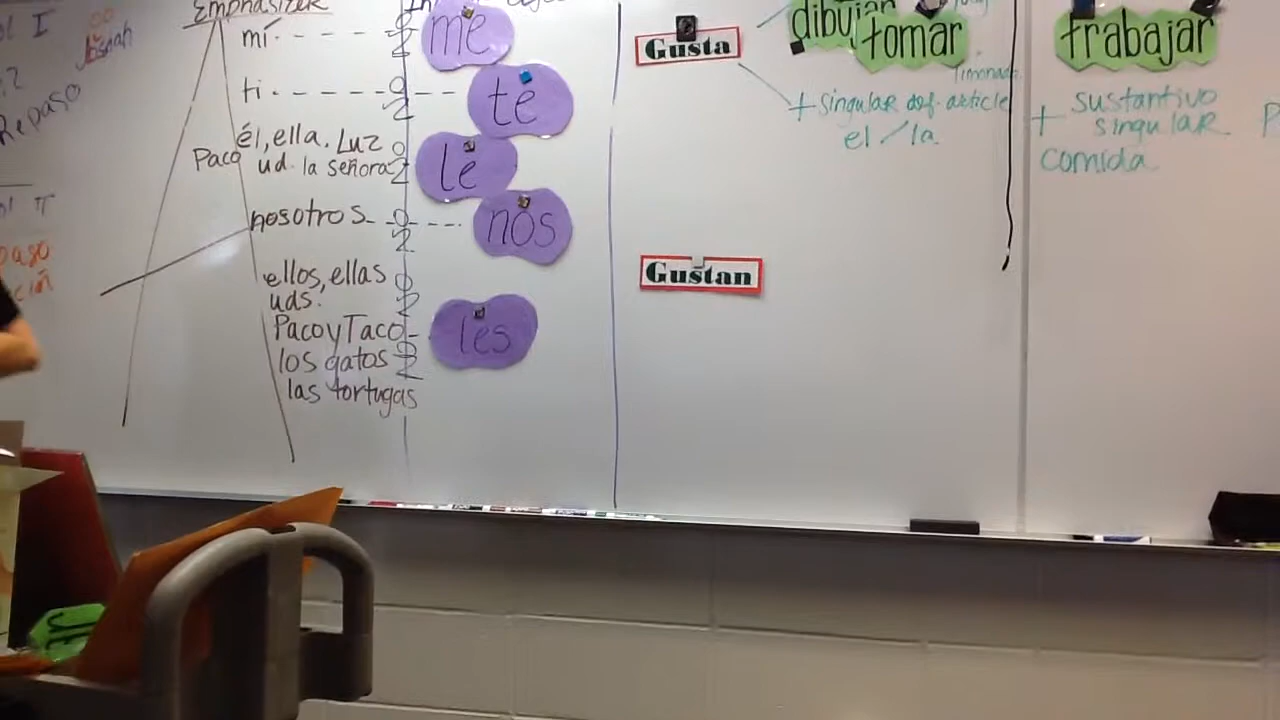 Emphasizer
mí
me
ti
te
él, ella. Luz
Paco ud. la señora
le
nosotros
nos
ellos, ellas
uds.
Paco y Taco
los gatos
las tortugas
les
Gusta
dibujar
tomar
limonada
+ singular def. article
el / la
Gustan
trabajar
+ sustantivo
singular
comida
Repaso